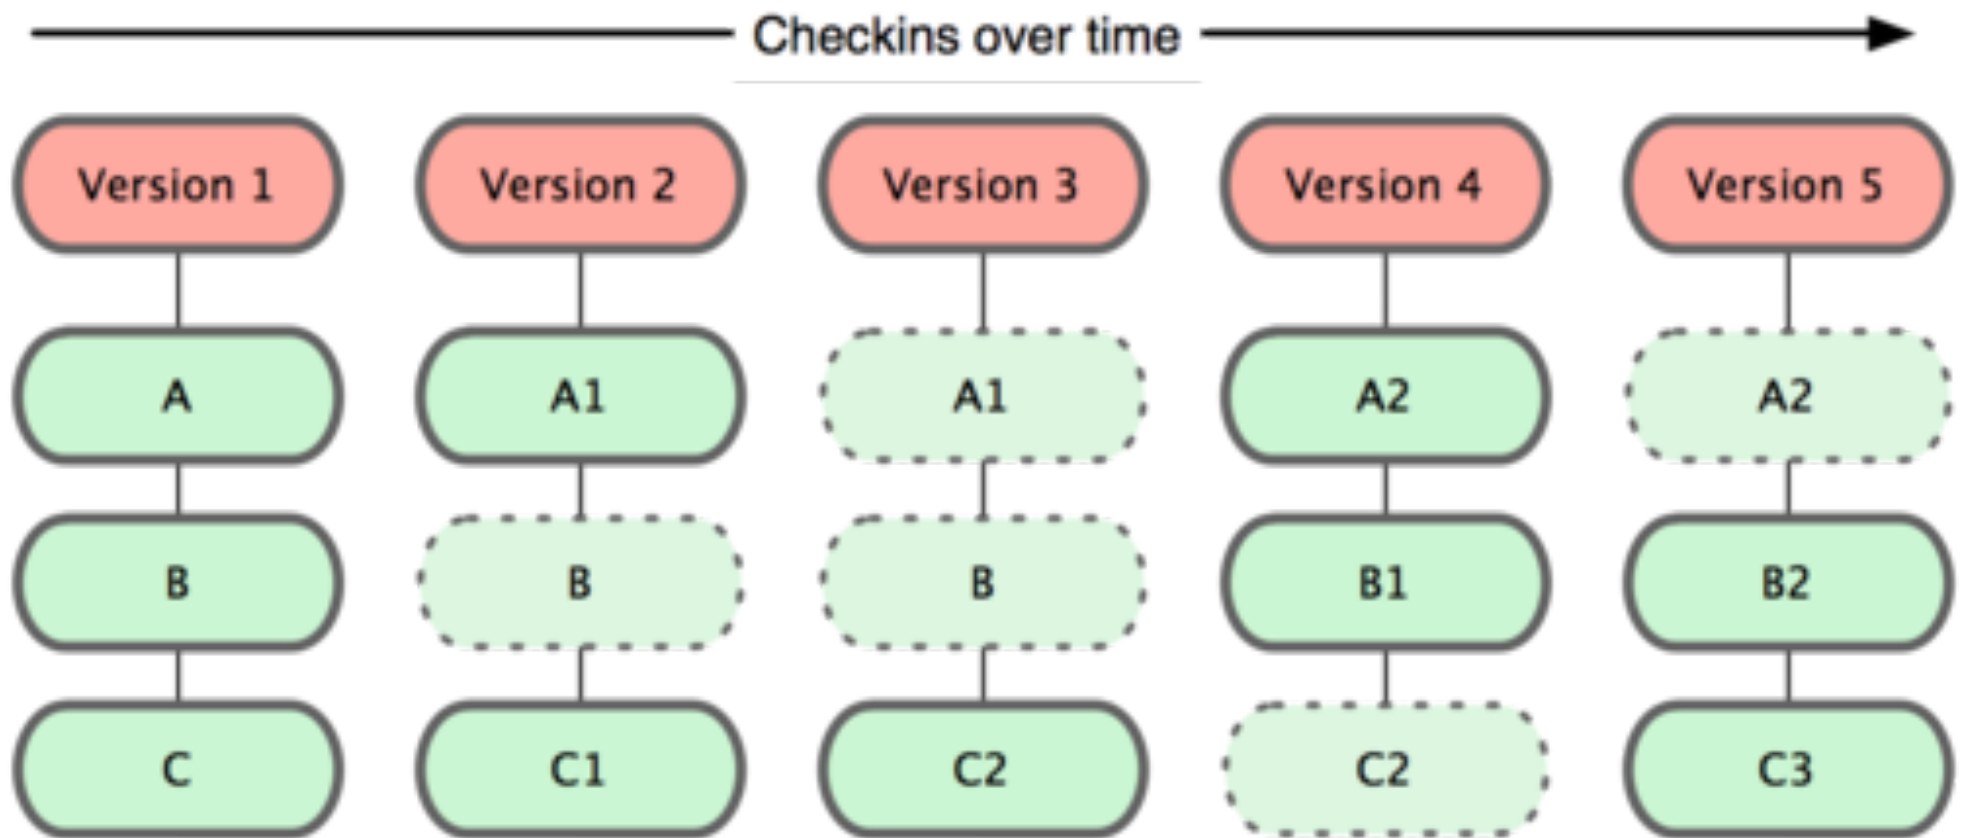 Checkins over time
Version 1 Version 2 Version 3 Version 4 Version 5
A A1 A1 A2 A2
B B B B1 B2
C C1 C2 C2 C3